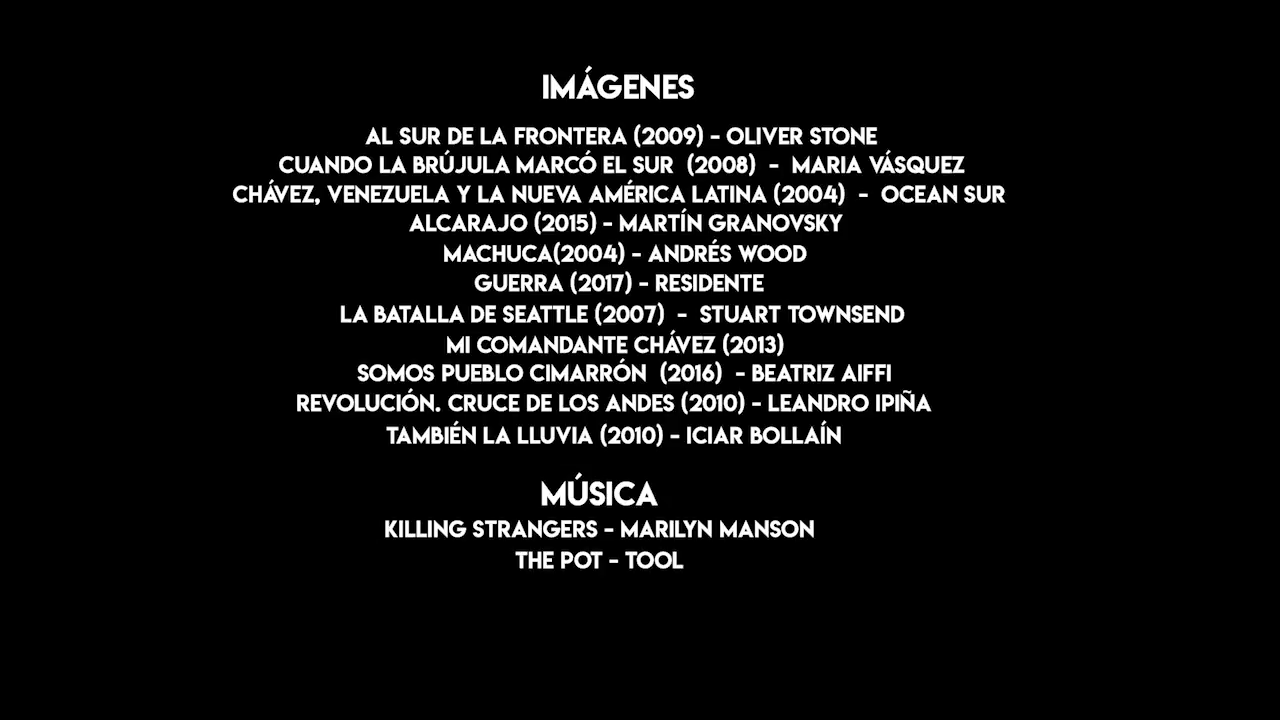 IMÁGENES
AL SUR DE LA FRONTERA (2009) - OLIVER STONE
CUANDO LA BRÚJULA MARCÓ EL SUR (2008) - MARIA VÁSQUEZ
CHÁVEZ, VENEZUELA Y LA NUEVA AMÉRICA LATINA (2004) - OCEAN SUR
ALCARAJO (2015) - MARTÍN GRANOVSKY
MACHUCA(2004) - ANDRÉS WOOD
GUERRA (2017) - RESIDENTE
LA BATALLA DE SEATTLE (2007) - STUART TOWNSEND
MI COMANDANTE CHÁVEZ (2013)
SOMOS PUEBLO CIMARRÓN (2016) - BEATRIZ AIFFI
REVOLUCIÓN. CRUCE DE LOS ANDES (2010) - LEANDRO IPIÑA
TAMBIÉN LA LLUVIA (2010) - ICIAR BOLLAÍN
MÚSICA
KILLING STRANGERS - MARILYN MANSON
THE POT - TOOL